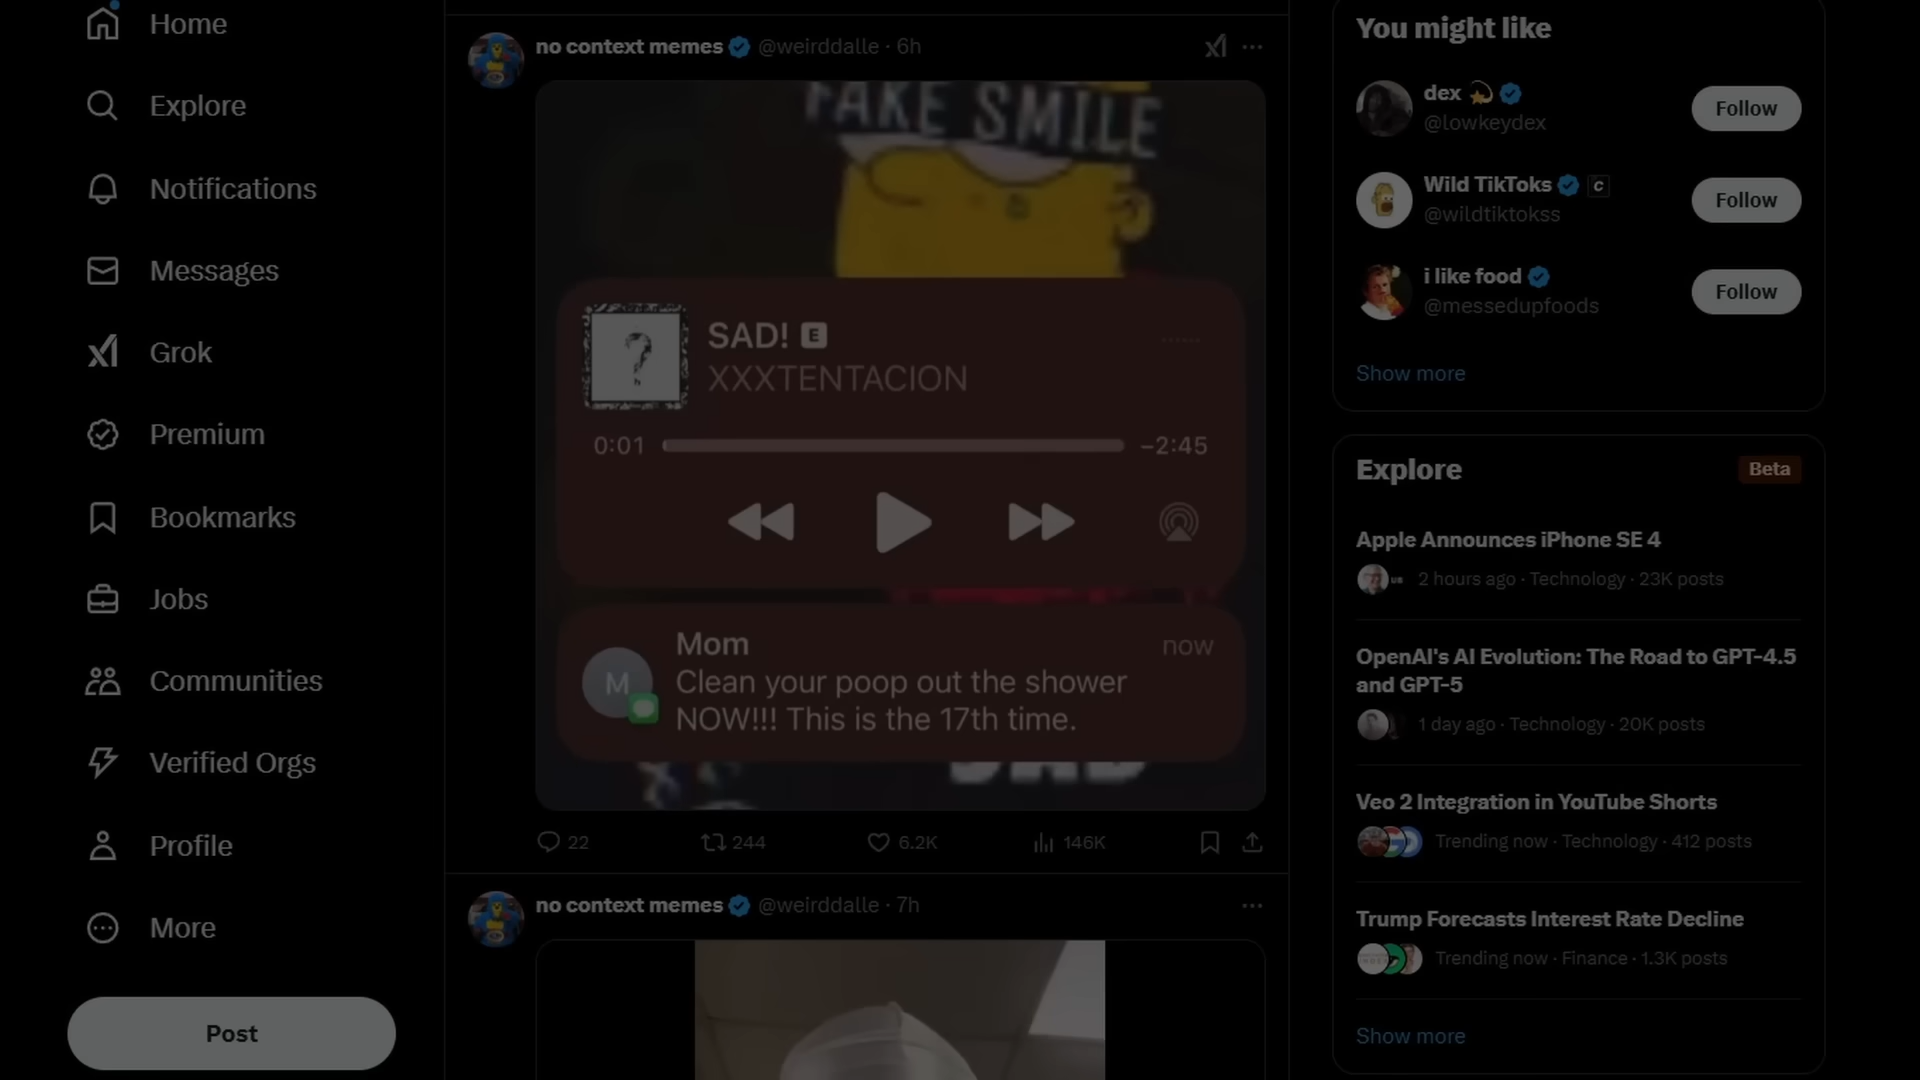 Home
Explore
Notifications
Messages
Grok
Premium
Bookmarks
Jobs
Communities
Verified Orgs
Profile
More
Post
no context memes @weirddalle · 6h
FAKE SMILE
SAD! E
XXXTENTACION
0:01 -2:45
Mom now
M
Clean your poop out the shower
NOW!!! This is the 17th time.
22 244 6.2K 146K
no context memes @weirddalle · 7h
You might like
dex
@lowkeydex
Follow
Wild TikToks
@wildtiktokss
Follow
i like food
@messedupfoods
Follow
Show more
Explore Beta
Apple Announces iPhone SE 4
2 hours ago · Technology · 23K posts
OpenAI's AI Evolution: The Road to GPT-4.5
and GPT-5
1 day ago · Technology · 20K posts
Veo 2 Integration in YouTube Shorts
Trending now · Technology · 412 posts
Trump Forecasts Interest Rate Decline
Trending now · Finance · 1.3K posts
Show more